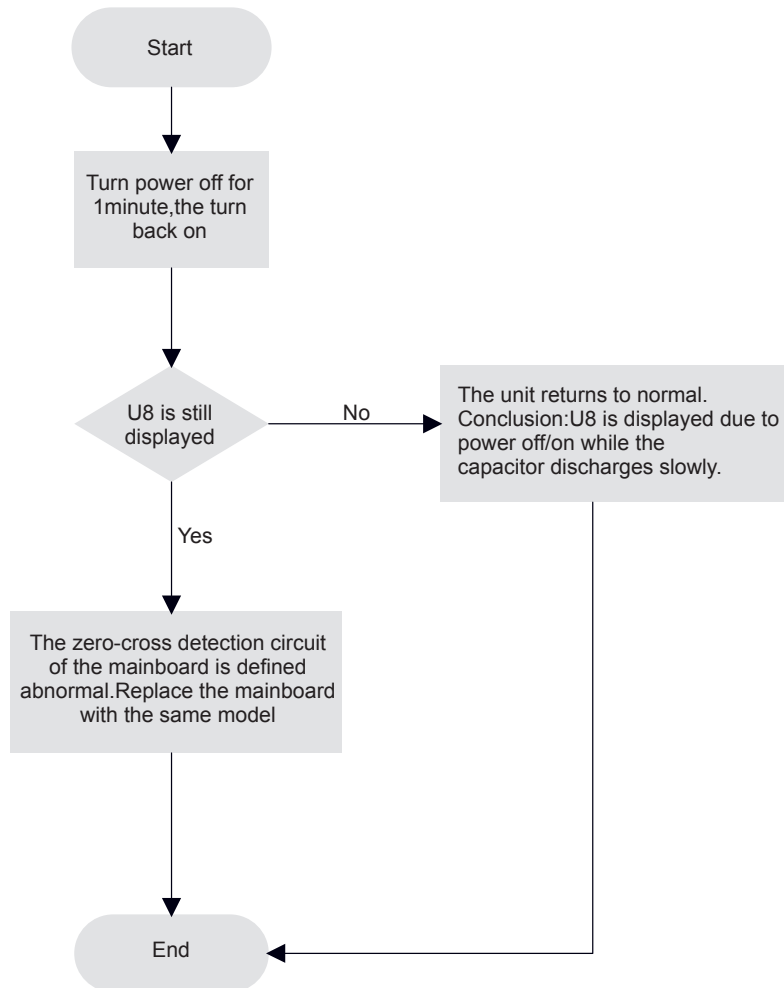 Start
Turn power off for
1minute,the turn
back on
U8 is still
displayed
No
The unit returns to normal.
Conclusion:U8 is displayed due to
power off/on while the
capacitor discharges slowly.
Yes
The zero-cross detection circuit
of the mainboard is defined
abnormal.Replace the mainboard
with the same model
End